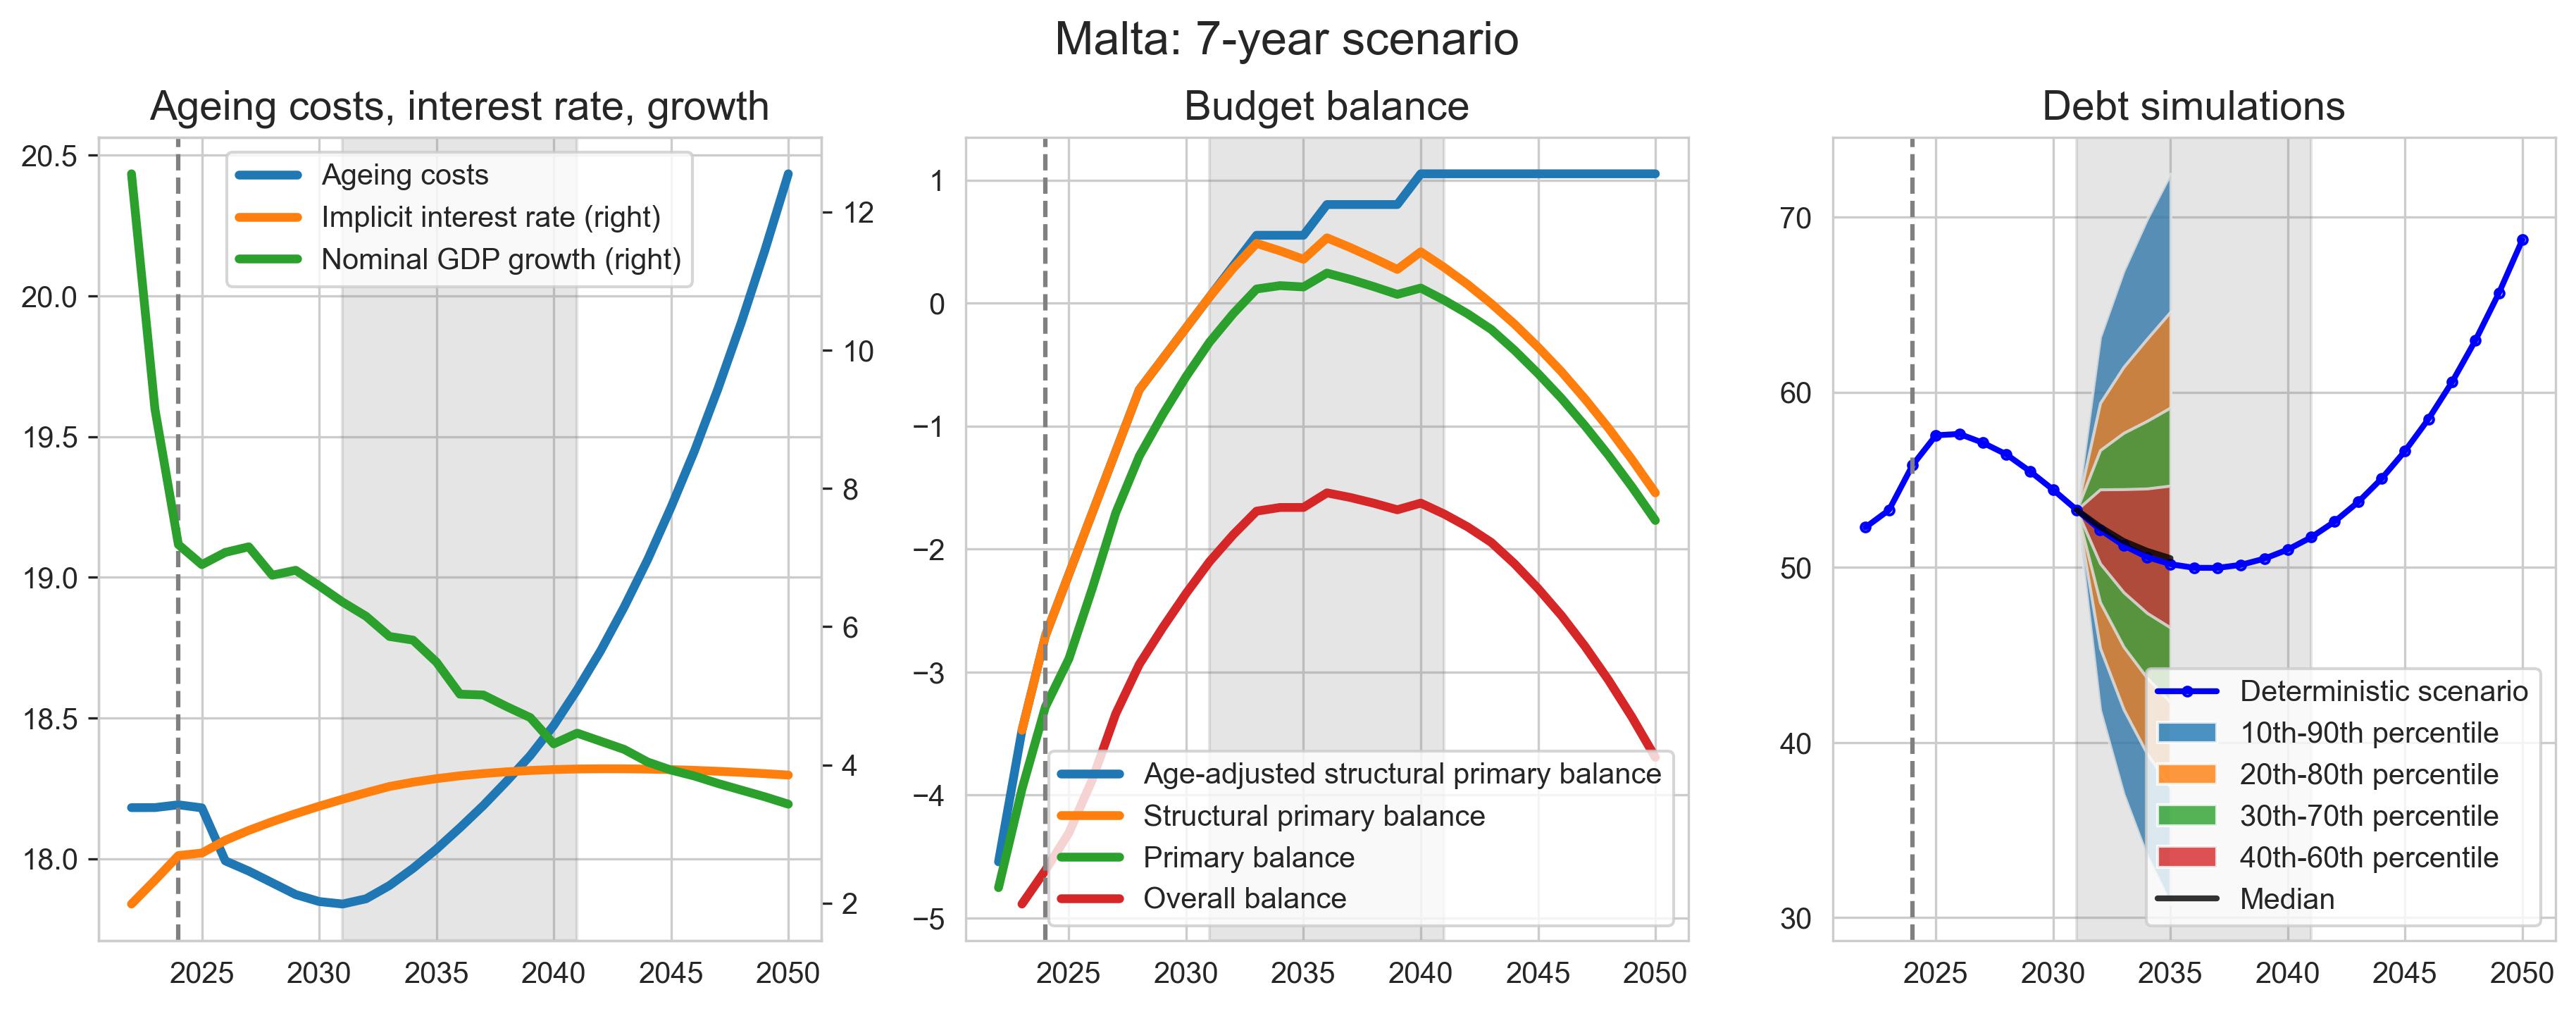 Malta: 7-year scenario
Ageing costs, interest rate, growth
20.5
20.0
19.5
19.0
18.5
18.0
12
10
8
6
4
2
Ageing costs
Implicit interest rate (right)
Nominal GDP growth (right)
2025 2030 2035 2040 2045 2050
Budget balance
1
0
−1
−2
−3
−4
−5
Age-adjusted structural primary balance
Structural primary balance
Primary balance
Overall balance
2025 2030 2035 2040 2045 2050
Debt simulations
70
60
50
40
30
Deterministic scenario
10th-90th percentile
20th-80th percentile
30th-70th percentile
40th-60th percentile
Median
2025 2030 2035 2040 2045 2050